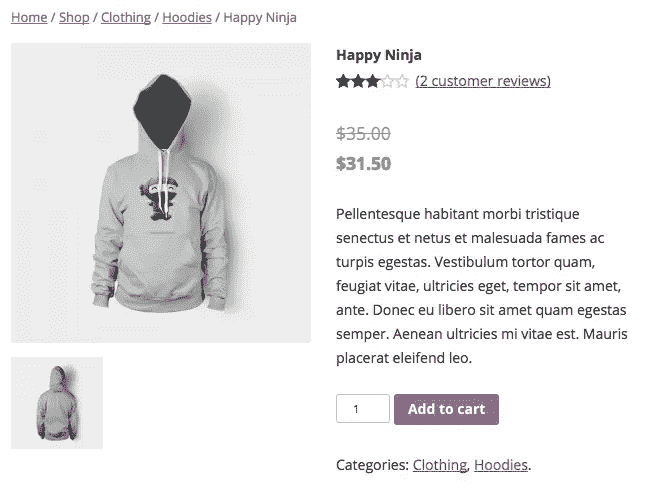 Home / Shop / Clothing / Hoodies / Happy Ninja
Happy Ninja
(2 customer reviews)
$35.00
$31.50
Pellentesque habitant morbi tristique
senectus et netus et malesuada fames ac
turpis egestas. Vestibulum tortor quam,
feugiat vitae, ultricies eget, tempor sit amet,
ante. Donec eu libero sit amet quam egestas
semper. Aenean ultricies mi vitae est. Mauris
placerat eleifend leo.
1 Add to cart
Categories: Clothing, Hoodies.